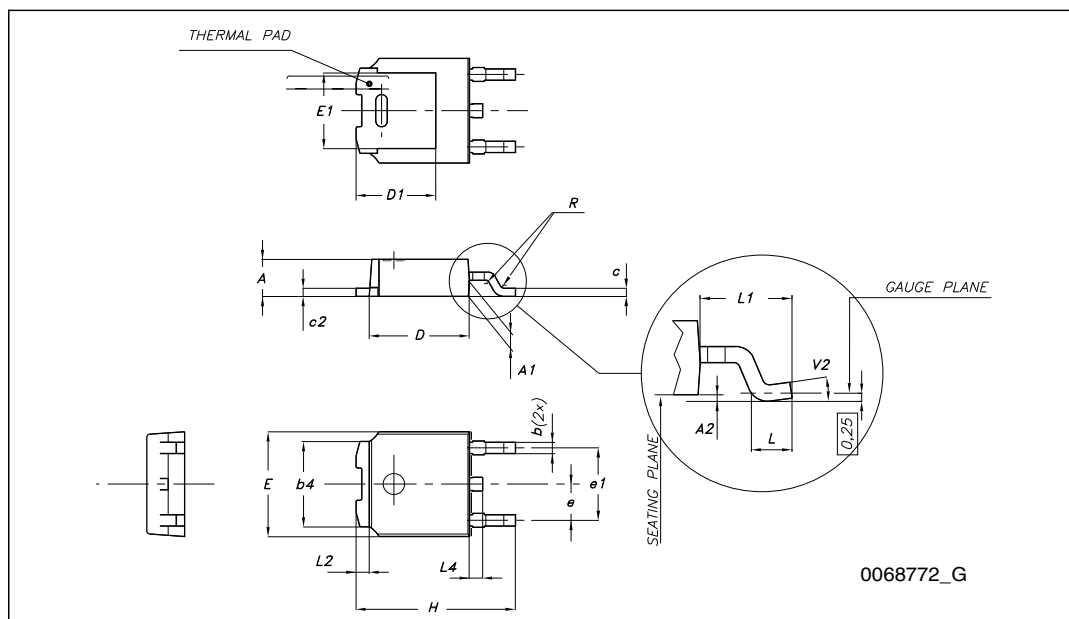 THERMAL PAD
E1
D1
R
A
c
c2
D
A1
L1
GAUGE PLANE
V2
A2
L
0,25
SEATING PLANE
b(2x)
E
b4
e
e1
L2
L4
H
0068772_G